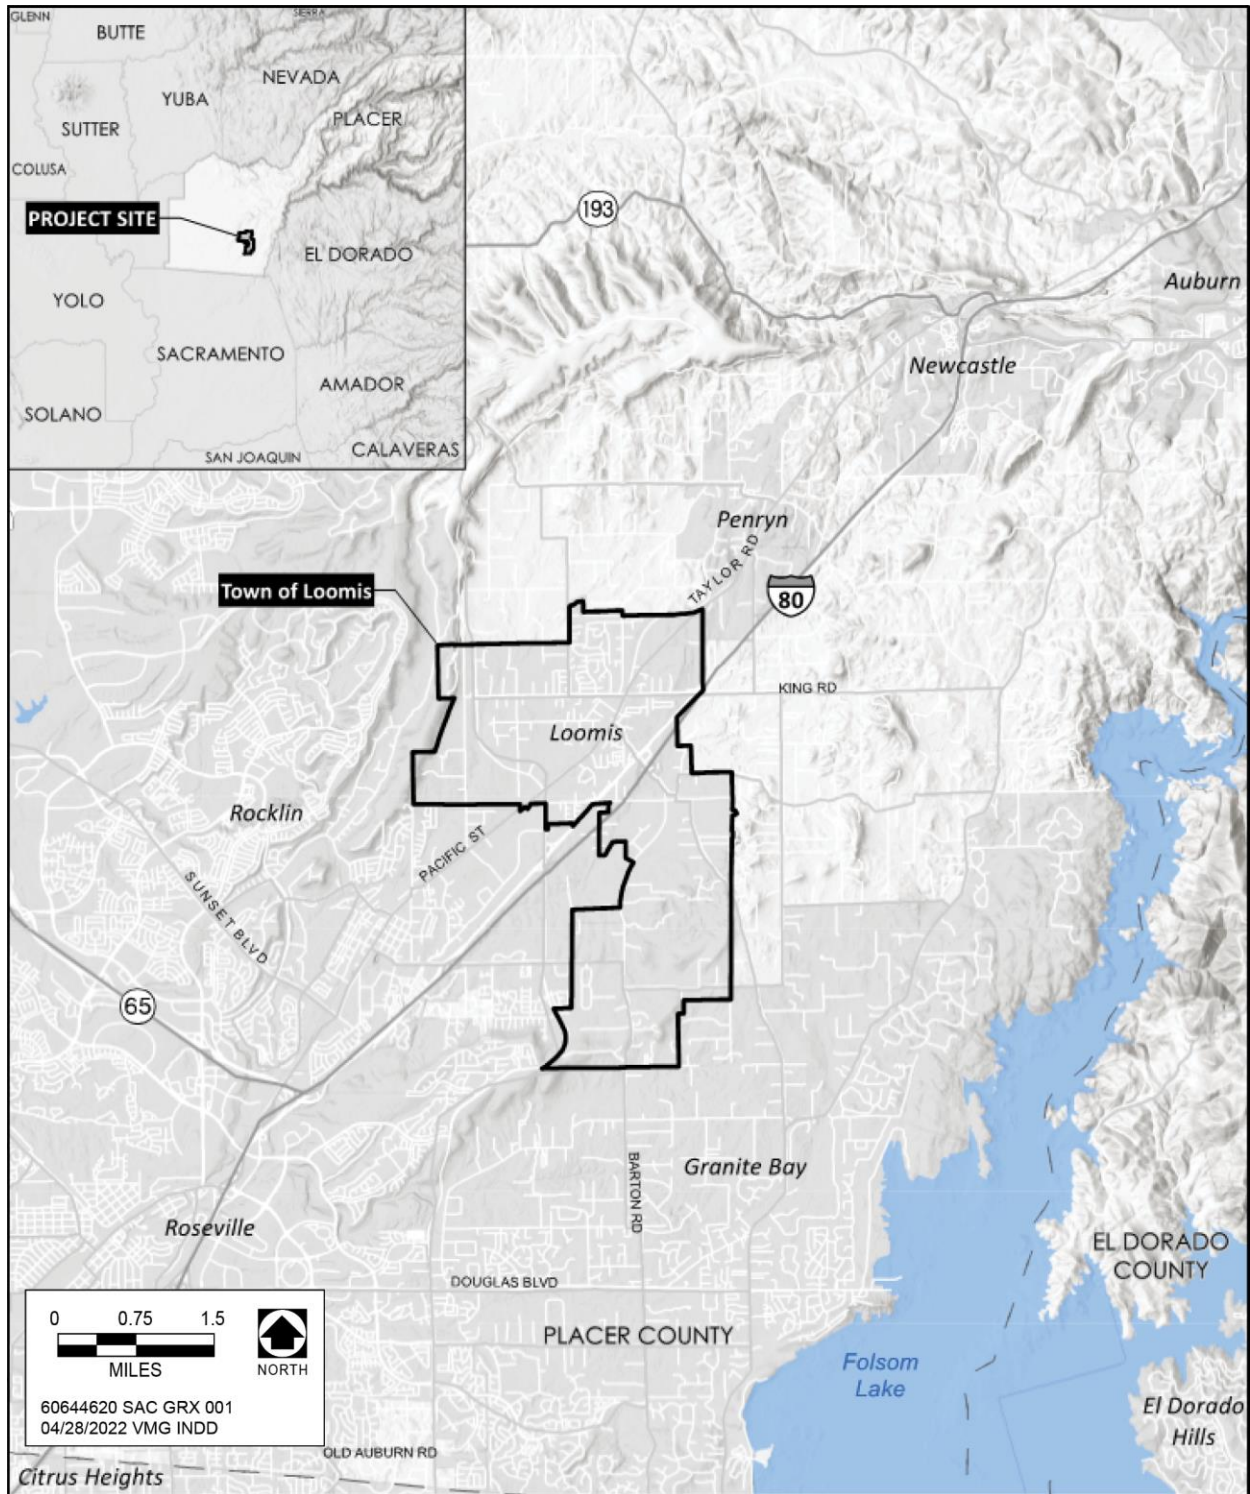 GLENN
SIERRA
BUTTE
NEVADA
YUBA
PLACER
SUTTER
COLUSA
PROJECT SITE
EL DORADO
YOLO
SACRAMENTO
AMADOR
SOLANO
CALAVERAS
SAN JOAQUIN
193
Auburn
Newcastle
Penryn
TAYLOR RD
80
Town of Loomis
KING RD
Loomis
Rocklin
PACIFIC ST
SUNSET BLVD
65
Granite Bay
BARTON RD
Roseville
EL DORADO
COUNTY
DOUGLAS BLVD
PLACER COUNTY
Folsom
Lake
El Dorado
Hills
0 0.75 1.5
MILES
NORTH
60644620 SAC GRX 001
04/28/2022 VMG INDD
OLD AUBURN RD
Citrus Heights